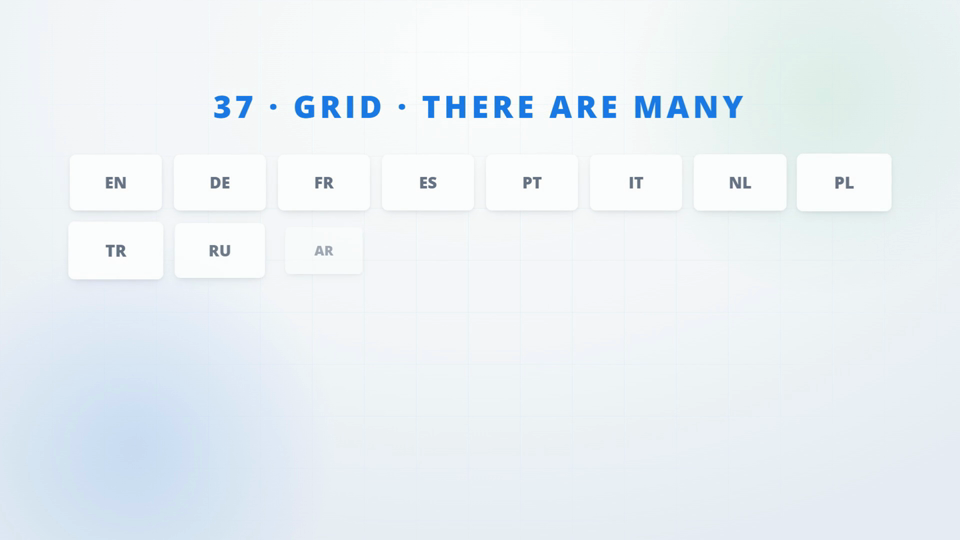 37 · GRID · THERE ARE MANY
EN DE FR ES PT IT NL PL
TR RU AR